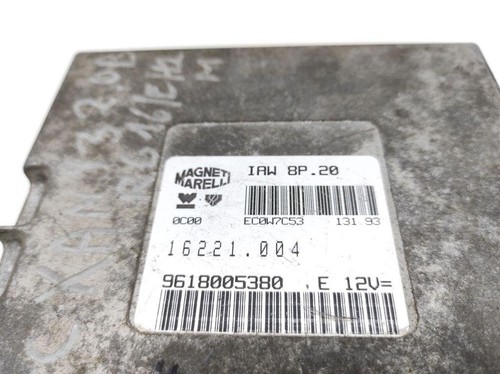 MAGNETI
MARELLI
IAW 8P.20
0C00 EC0W7C53 131.93
16221.004
9618005380 .E 12V=
M